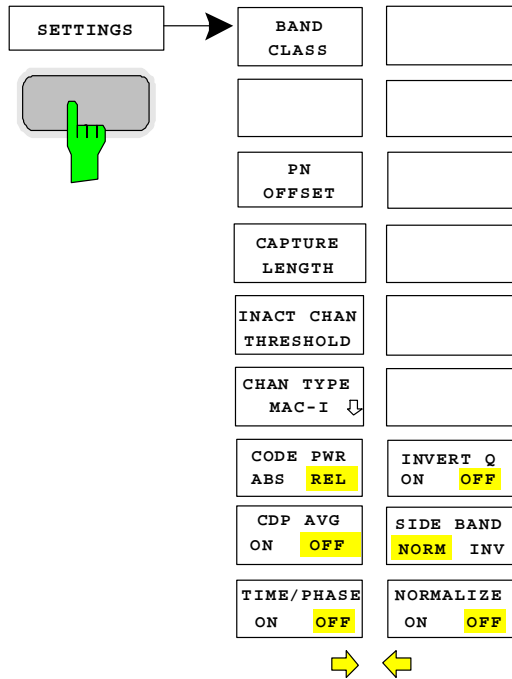 SETTINGS
BAND
CLASS
PN
OFFSET
CAPTURE
LENGTH
INACT CHAN
THRESHOLD
CHAN TYPE
MAC-I
CODE PWR
ABS REL
CDP AVG
ON OFF
TIME/PHASE
ON OFF
INVERT Q
ON OFF
SIDE BAND
NORM INV
NORMALIZE
ON OFF